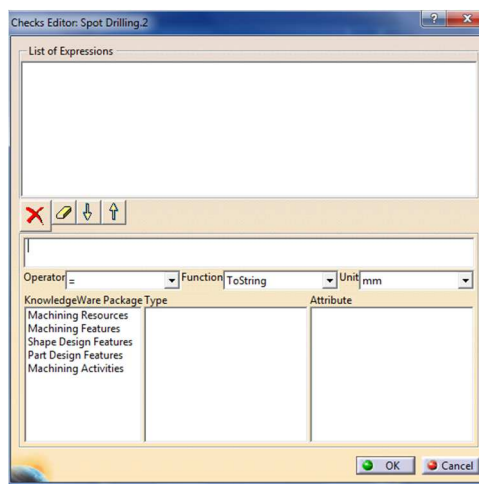 Checks Editor: Spot Drilling.2
List of Expressions
Operator = Function ToString Unit mm
KnowledgeWare Package Type Attribute
Machining Resources
Machining Features
Shape Design Features
Part Design Features
Machining Activities
OK Cancel